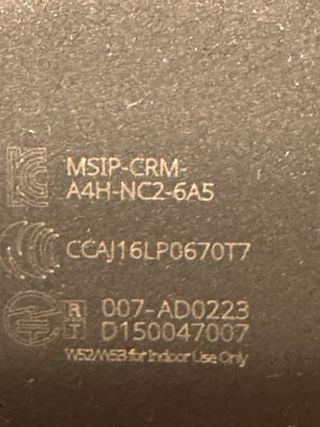 MSIP-CRM-
A4H-NC2-6A5
CCAJ16LP0670T7
R 007-AD0223
T D150047007
W52/W53 for Indoor Use Only